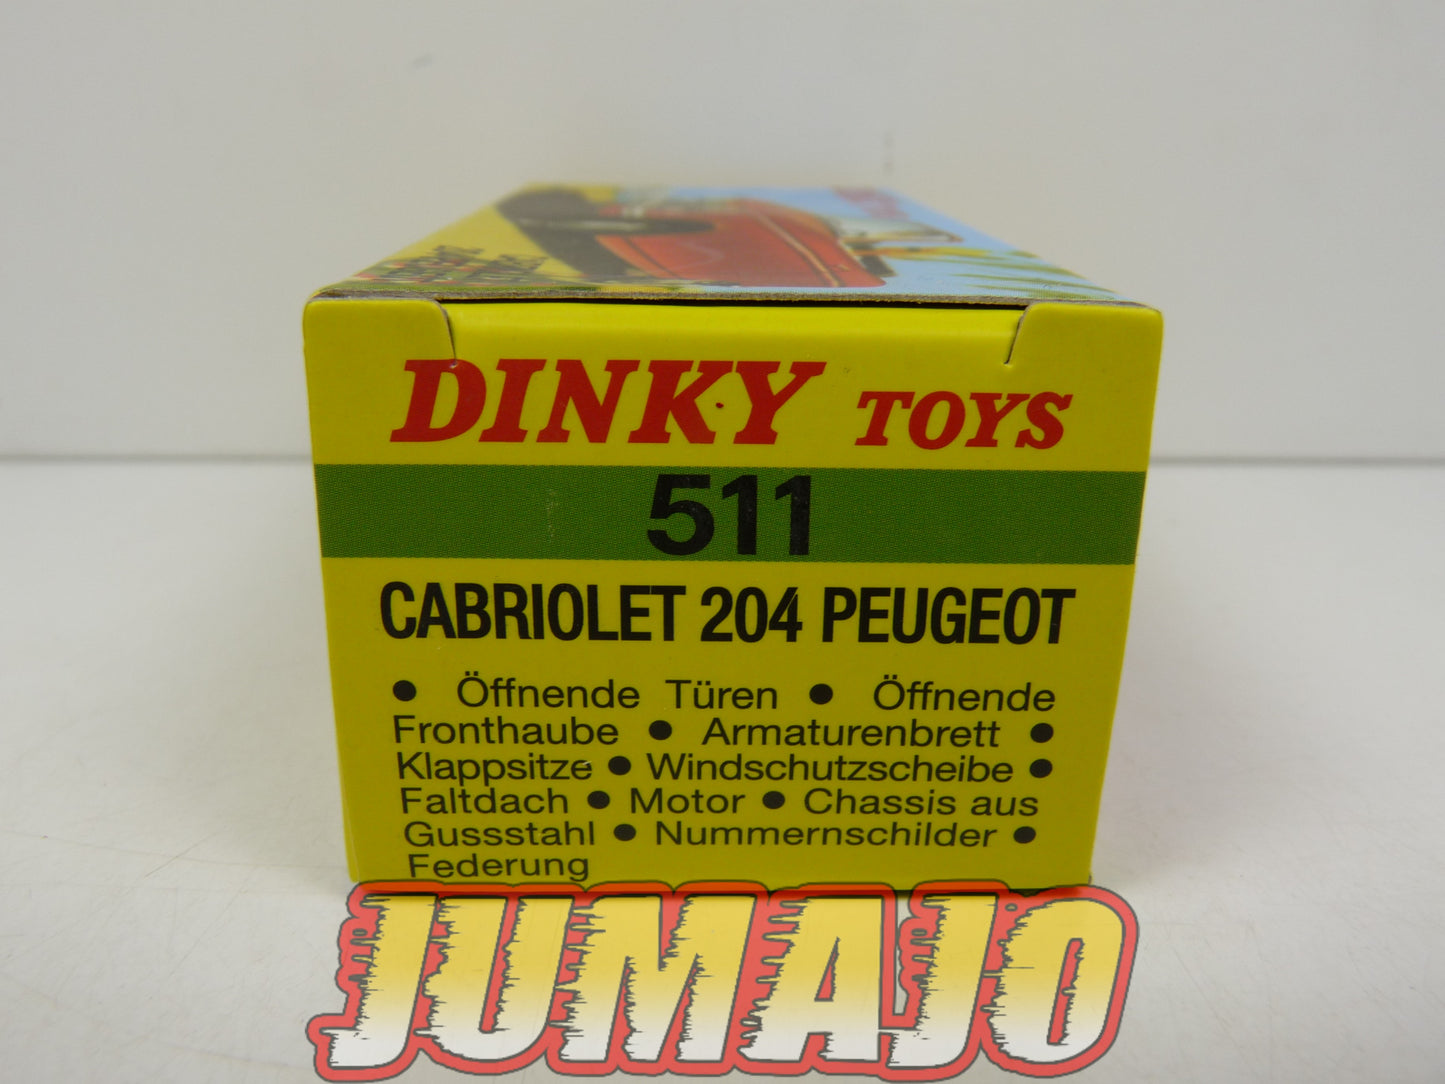 DINKY TOYS
511
CABRIOLET 204 PEUGEOT
● Öffnende Türen ● Öffnende
Fronthaube ● Armaturenbrett ●
Klappsitze ● Windschutzscheibe ●
Faltdach ● Motor ● Chassis aus
Gussstahl ● Nummernschilder ●
Federung
JUMAJO